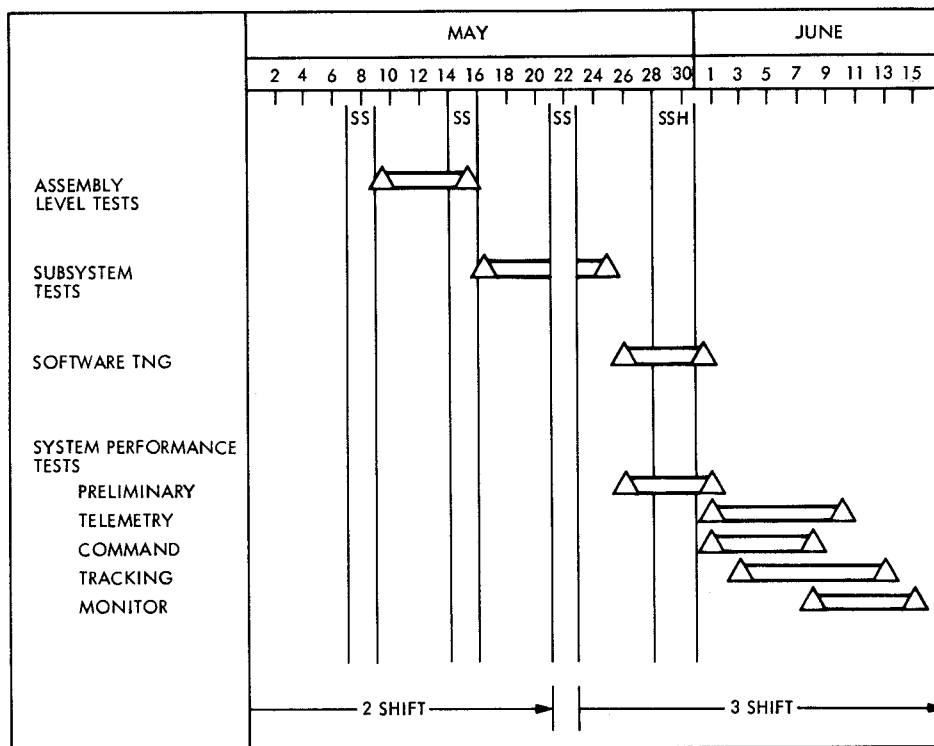 MAY JUNE
2 4 6 8 10 12 14 16 18 20 22 24 26 28 30 1 3 5 7 9 11 13 15
SS SS SS SSH
ASSEMBLY
LEVEL TESTS
SUBSYSTEM
TESTS
SOFTWARE TNG
SYSTEM PERFORMANCE
TESTS
PRELIMINARY
TELEMETRY
COMMAND
TRACKING
MONITOR
2 SHIFT 3 SHIFT